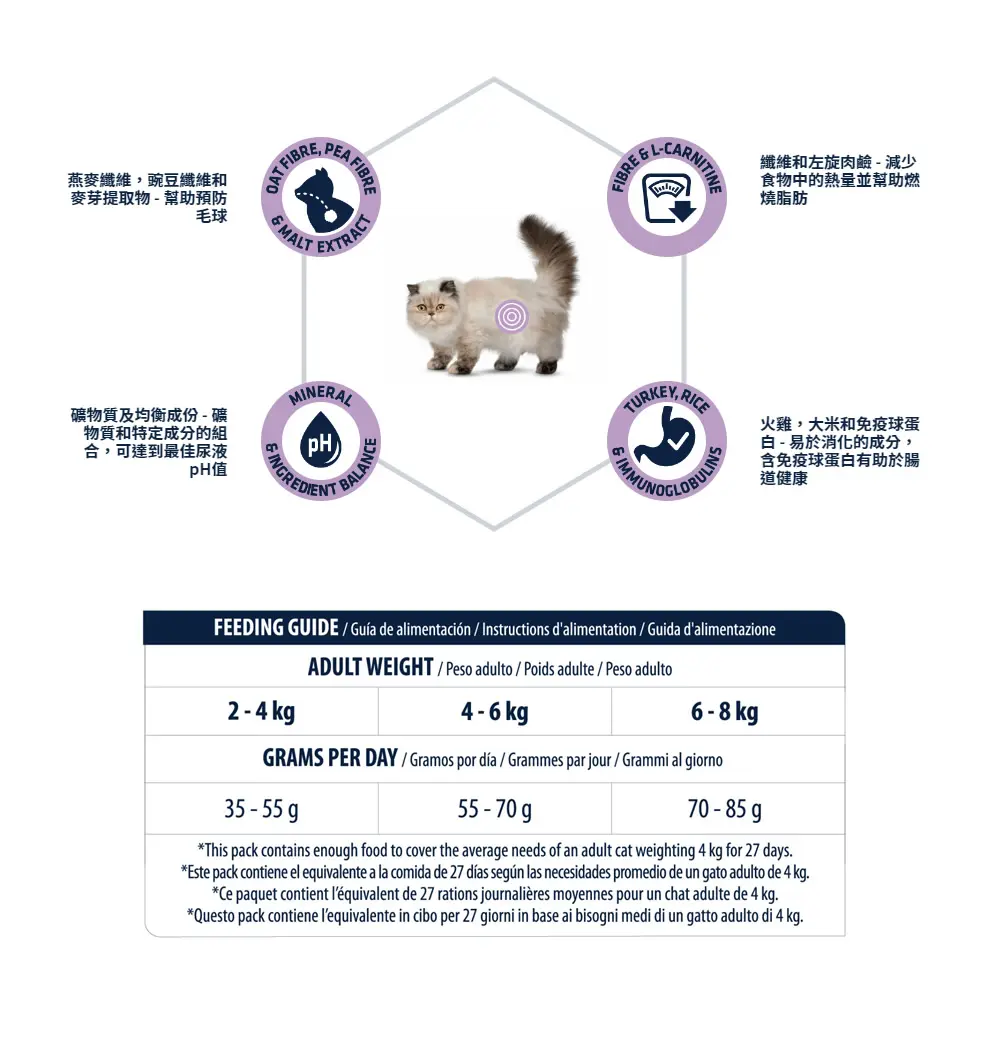 OAT FIBRE, PEA FIBRE
& MALT EXTRACT
燕麥纖維，豌豆纖維和
麥芽提取物 - 幫助預防
毛球
FIBRE & L-CARNITINE
纖維和左旋肉鹼 - 減少
食物中的熱量並幫助燃
燒脂肪
MINERAL
& INGREDIENT BALANCE
pH
礦物質及均衡成份 - 礦
物質和特定成分的組
合，可達到最佳尿液
pH值
TURKEY, RICE
& IMMUNOGLOBULINS
火雞，大米和免疫球蛋
白 - 易於消化的成分，
含免疫球蛋白有助於腸
道健康
FEEDING GUIDE / Guía de alimentación / Instructions d'alimentation / Guida d'alimentazione
ADULT WEIGHT / Peso adulto / Poids adulte / Peso adulto
2 - 4 kg 4 - 6 kg 6 - 8 kg
GRAMS PER DAY / Gramos por día / Grammes par jour / Grammi al giorno
35 - 55 g 55 - 70 g 70 - 85 g
*This pack contains enough food to cover the average needs of an adult cat weighting 4 kg for 27 days.
*Este pack contiene el equivalente a la comida de 27 días según las necesidades promedio de un gato adulto de 4 kg.
*Ce paquet contient l'équivalent de 27 rations journalières moyennes pour un chat adulte de 4 kg.
*Questo pack contiene l'equivalente in cibo per 27 giorni in base ai bisogni medi di un gatto adulto di 4 kg.